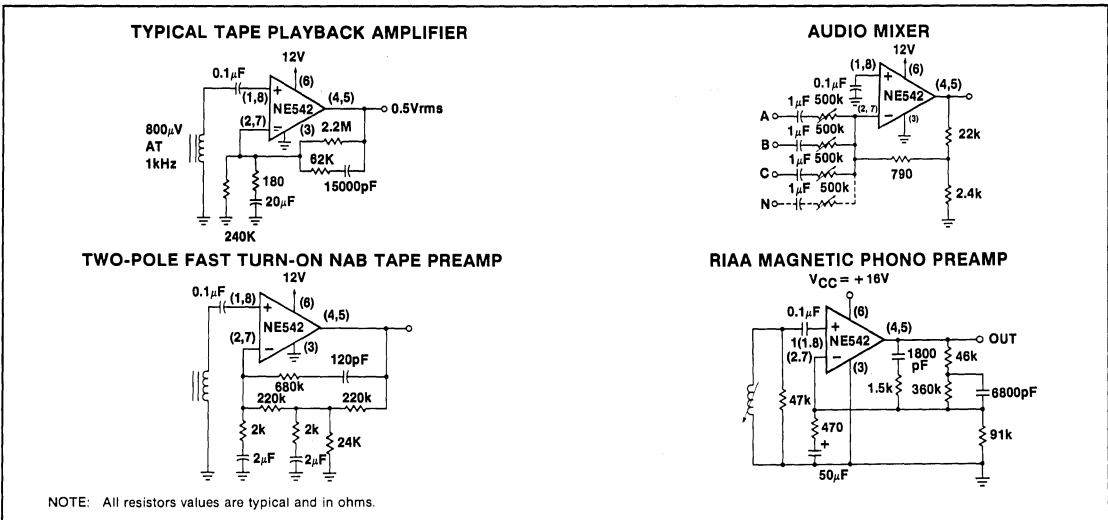 TYPICAL TAPE PLAYBACK AMPLIFIER
12V
0.1μF
(6)
(1,8)
+
NE542
(4,5)
0.5Vrms
(2,7)
−
(3)
2.2M
800μV
AT
1kHz
62K
15000pF
180
20μF
240K
AUDIO MIXER
12V
(1,8)
(6)
0.1μF
+
(4,5)
NE542
1μF 500k
(2, 7)
−
A
(3)
1μF 500k
22k
B
1μF 500k
C
790
1μF 500k
2.4k
N
TWO-POLE FAST TURN-ON NAB TAPE PREAMP
12V
0.1μF
(1,8)
(6)
+
(4,5)
NE542
(2,7)
−
(3)
120pF
680k
220k
220k
2k
2k
24K
2μF
2μF
RIAA MAGNETIC PHONO PREAMP
VCC = +16V
0.1μF
(6)
+
(4,5)
1(1.8)
NE542
OUT
(2.7)
−
(3)
1800
pF
46k
47k
1.5k
360k
6800pF
470
+
91k
50μF
NOTE: All resistors values are typical and in ohms.